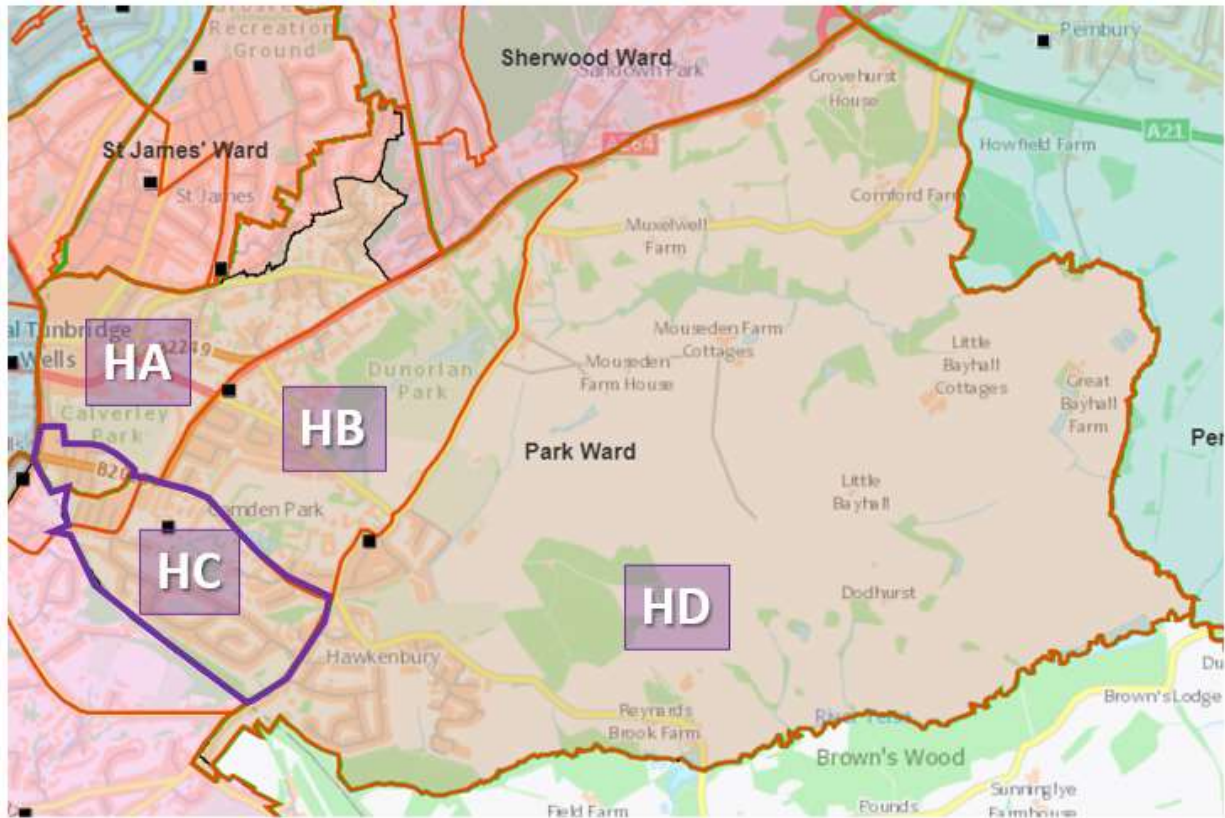 Recreation
Ground
Pembury
Sherwood Ward
Sandown Park
Grovehurst
House
A264
A21
St James' Ward
Howfield Farm
St James
Cornford Farm
Muxelwell
Farm
al Tunbridge
Wells
HA
A2249
Mouseden Farm
Cottages
Mouseden
Farm House
Little
Bayhall
Cottages
Dunorlan
Park
Great
Bayhall
Farm
Calverley
Park
HB
Park Ward
Per
B20
Little
Bayhall
Camden Park
HC
HD
Dodhurst
Hawkenbury
Du
Brown's Lodge
Reynards
Brook Farm
River Teise
Brown's Wood
Sunninglye
Farmhouse
Field Farm
Pounds